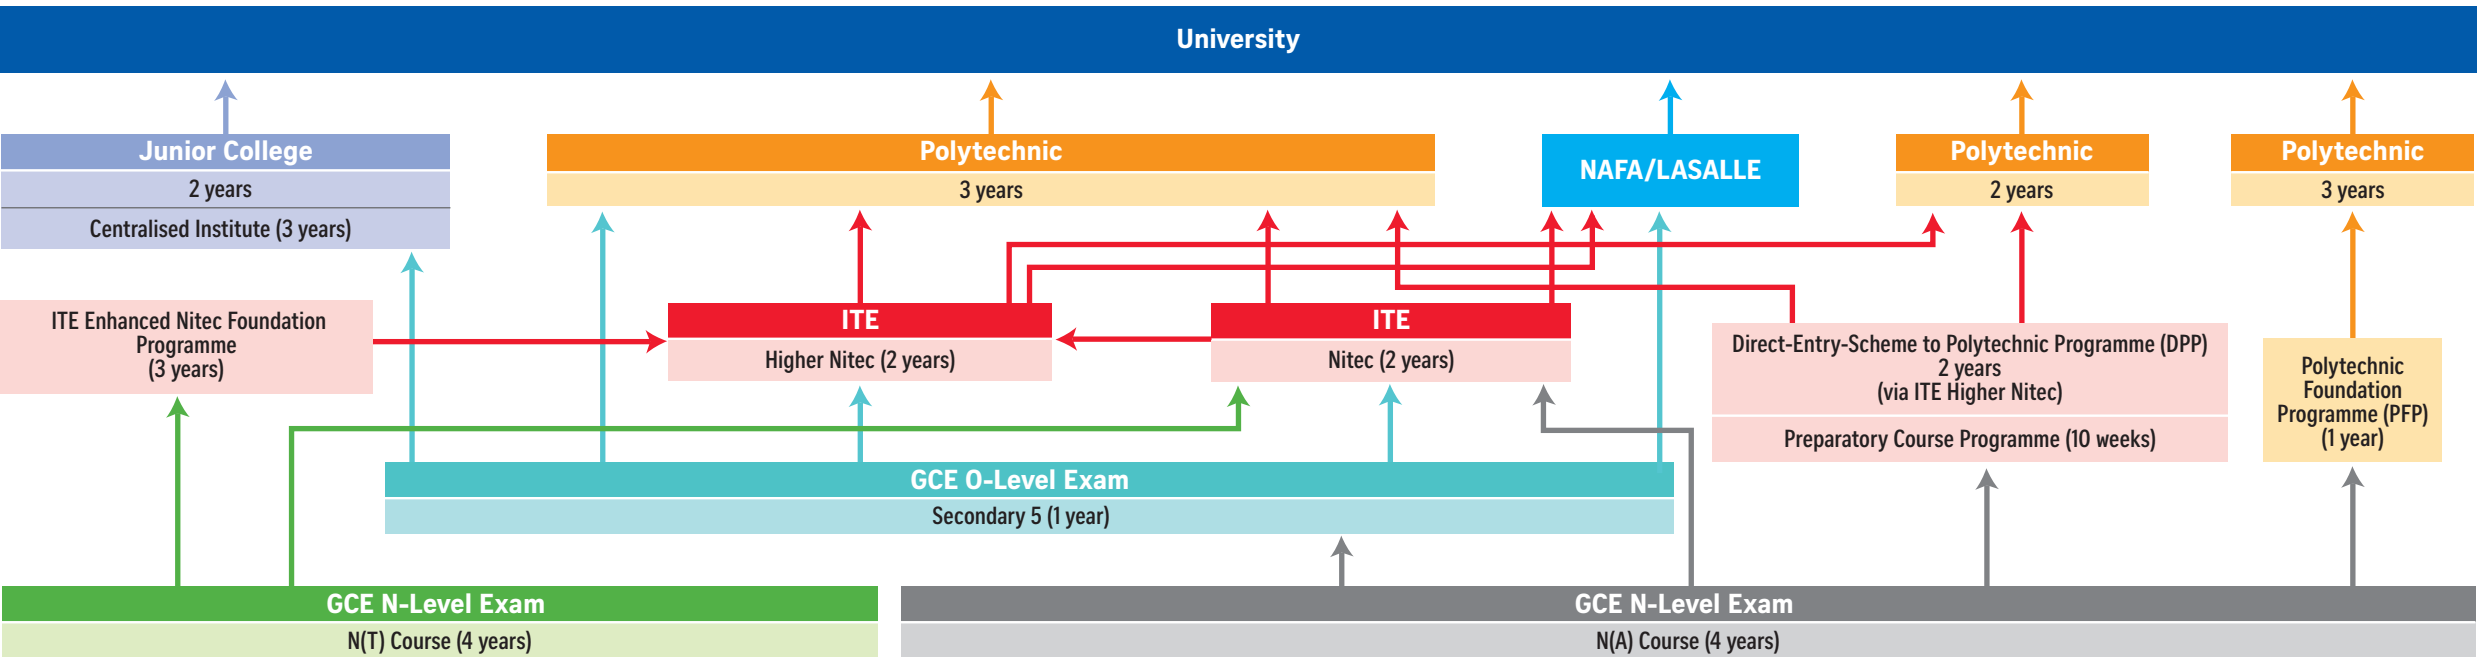 University
Junior College
2 years
Centralised Institute (3 years)
Polytechnic
3 years
NAFA/LASALLE
Polytechnic
2 years
Polytechnic
3 years
ITE Enhanced Nitec Foundation
Programme
(3 years)
ITE
Higher Nitec (2 years)
ITE
Nitec (2 years)
Direct-Entry-Scheme to Polytechnic Programme (DPP)
2 years
(via ITE Higher Nitec)
Preparatory Course Programme (10 weeks)
Polytechnic
Foundation
Programme (PFP)
(1 year)
GCE O-Level Exam
Secondary 5 (1 year)
GCE N-Level Exam
N(T) Course (4 years)
GCE N-Level Exam
N(A) Course (4 years)